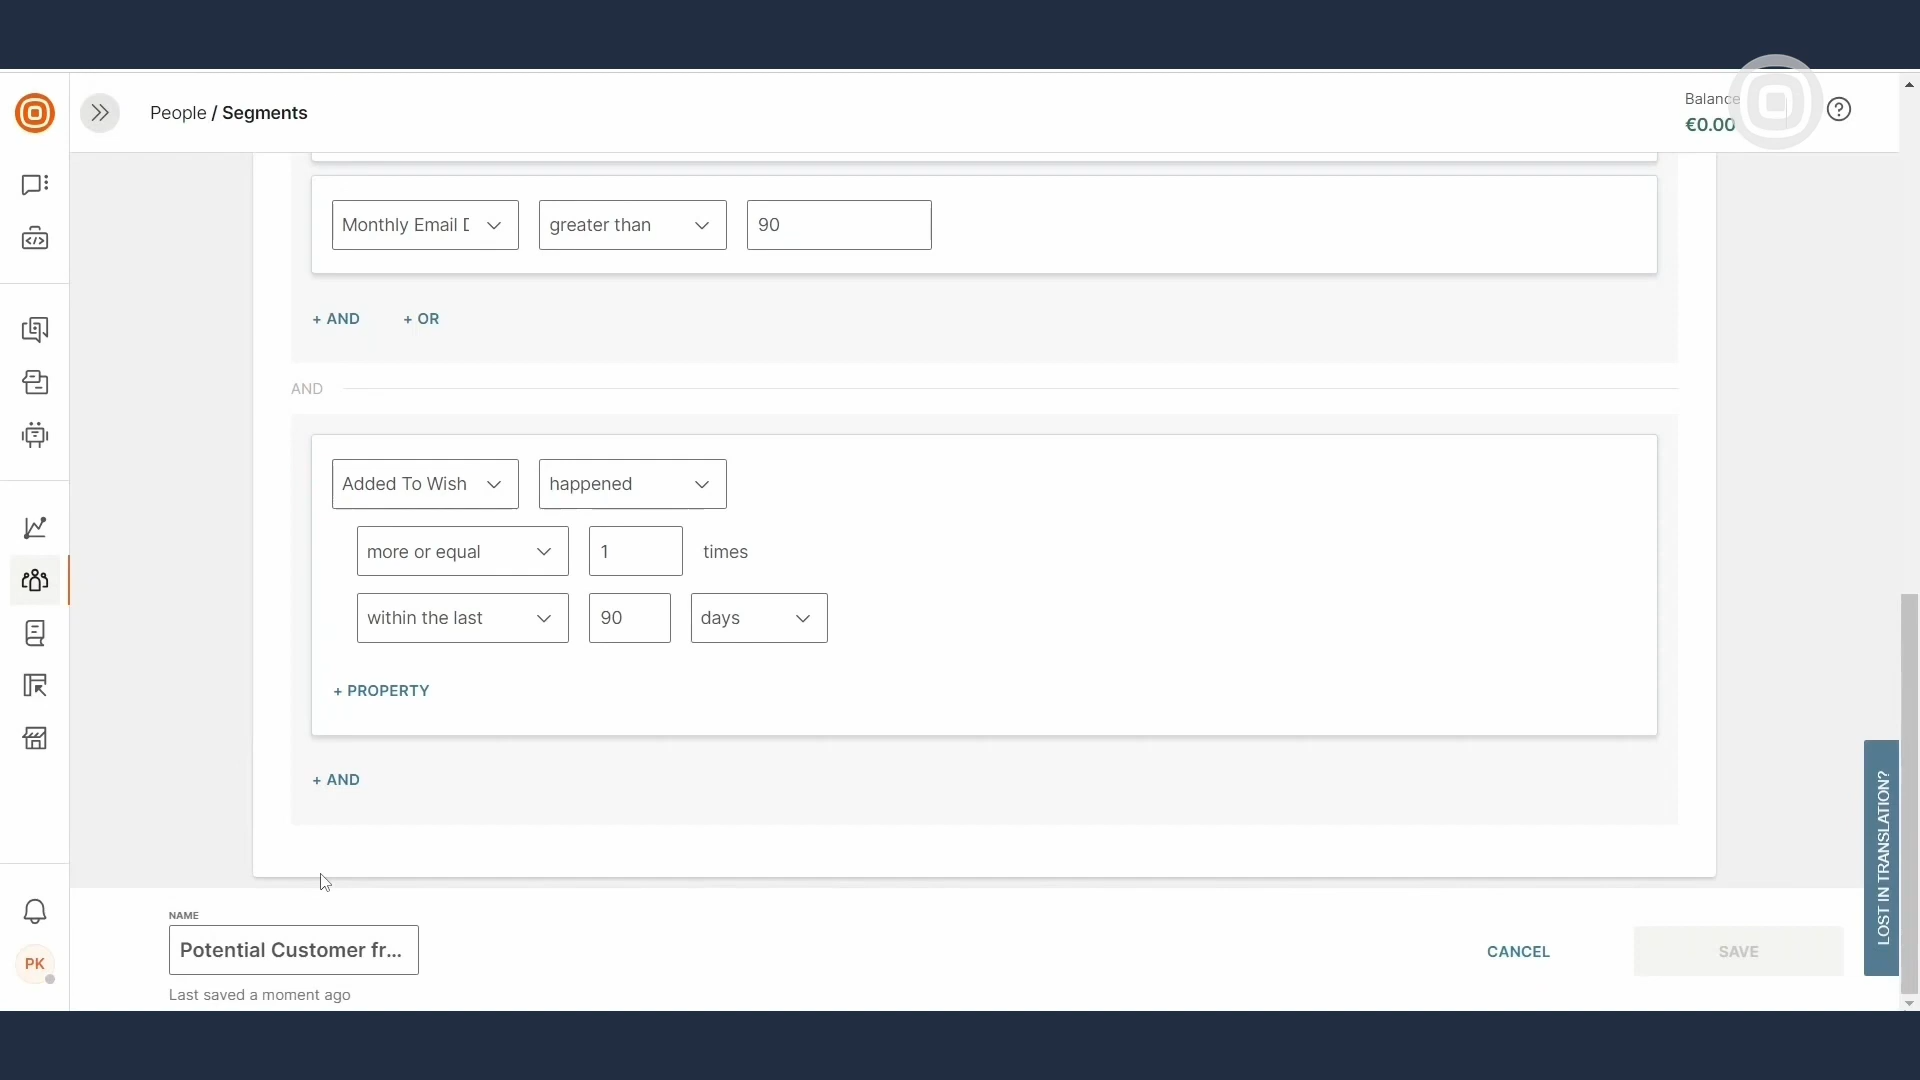 People / Segments
Balance
€0.00
Monthly Email D
greater than
90
+ AND
+ OR
AND
Added To Wish
happened
more or equal
1
times
within the last
90
days
+ PROPERTY
+ AND
LOST IN TRANSLATION?
NAME
Potential Customer fr...
CANCEL
SAVE
PK
Last saved a moment ago